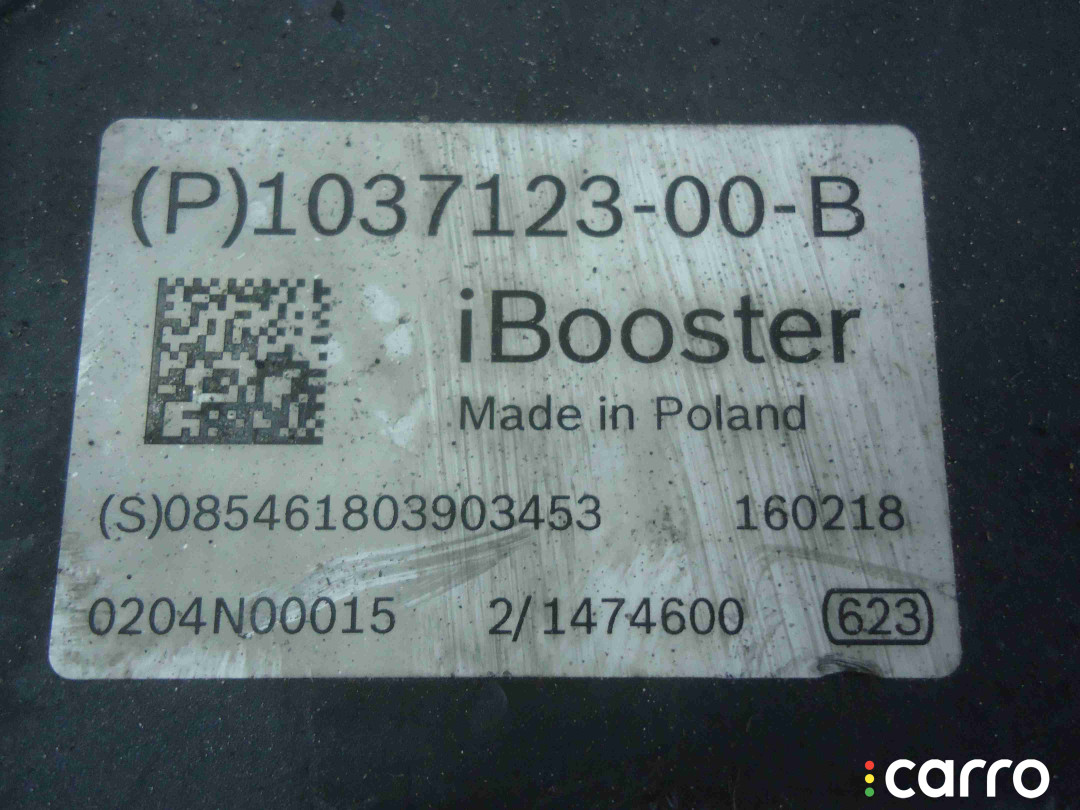 (P)1037123-00-B
iBooster
Made in Poland
(S)085461803903453 160218
0204N00015 2/1474600 623
carro